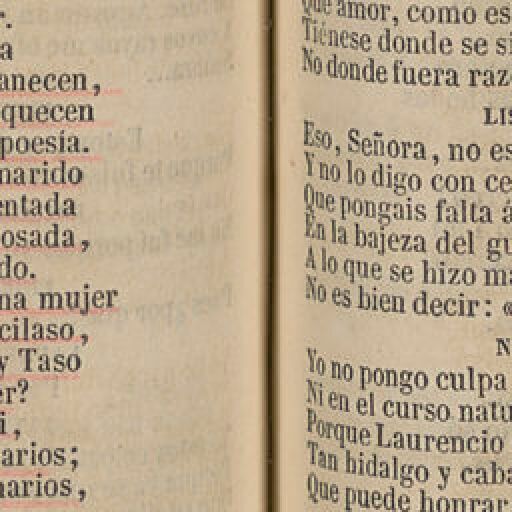 r.
a
anecen,
quecen
poesía.
narido
entada
osada,
do.
na mujer
cilaso,
y Taso
er?
i,
arios;
narios,
Que amor, como es
Tiénese donde se si
No donde fuera raz
LIS
Eso, Señora, no es
Y no lo digo con ce
Que pongais falta á
En la bajeza del gu
A lo que se hizo ma
No es bien decir: «
N
Yo no pongo culpa
Ni en el curso natu
Porque Laurencio
Tan hidalgo y caba
Que puede honrar